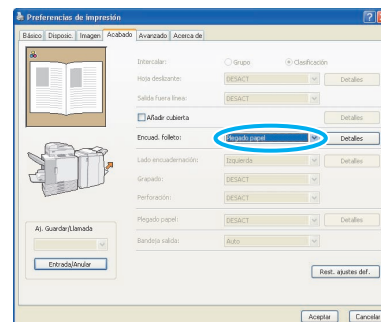 Preferencias de impresión
Básico Disposic. Imagen Acabado Avanzado Acerca de
Intercalar: Grupo Clasificación
Hoja deslizante: DESACT Detalles
Salida fuera línea: DESACT
Añadir cubierta Detalles
Encuad. folleto: Plegado papel Detalles
Lado encuadernación: Izquierda Detalles
Grapado: DESACT
Perforación: DESACT
Plegado papel: DESACT Detalles
Aj. Guardar/Llamada
Bandeja salida: Auto
Entrada/Anular
Rest. ajustes def.
Aceptar Cancelar